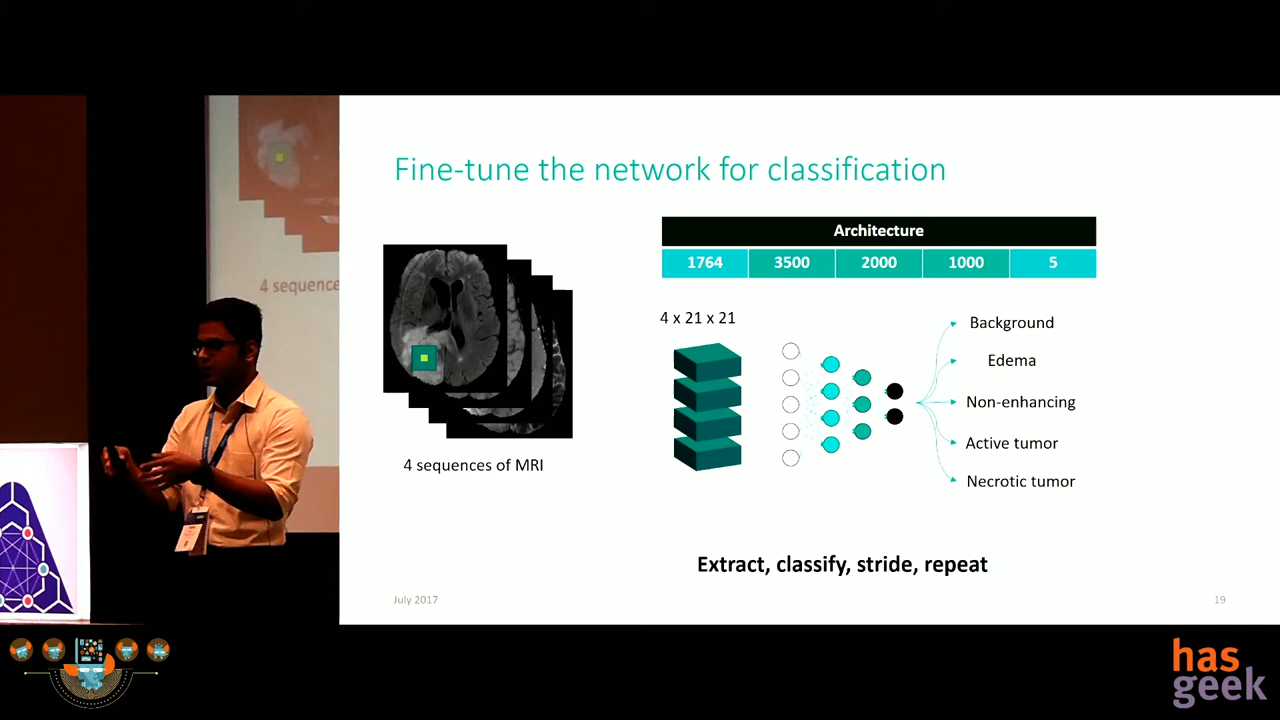 4 sequence
Fine-tune the network for classification
Architecture
1764 3500 2000 1000 5
4 x 21 x 21
Background
Edema
Non-enhancing
Active tumor
Necrotic tumor
4 sequences of MRI
Extract, classify, stride, repeat
July 2017
19
has
geek